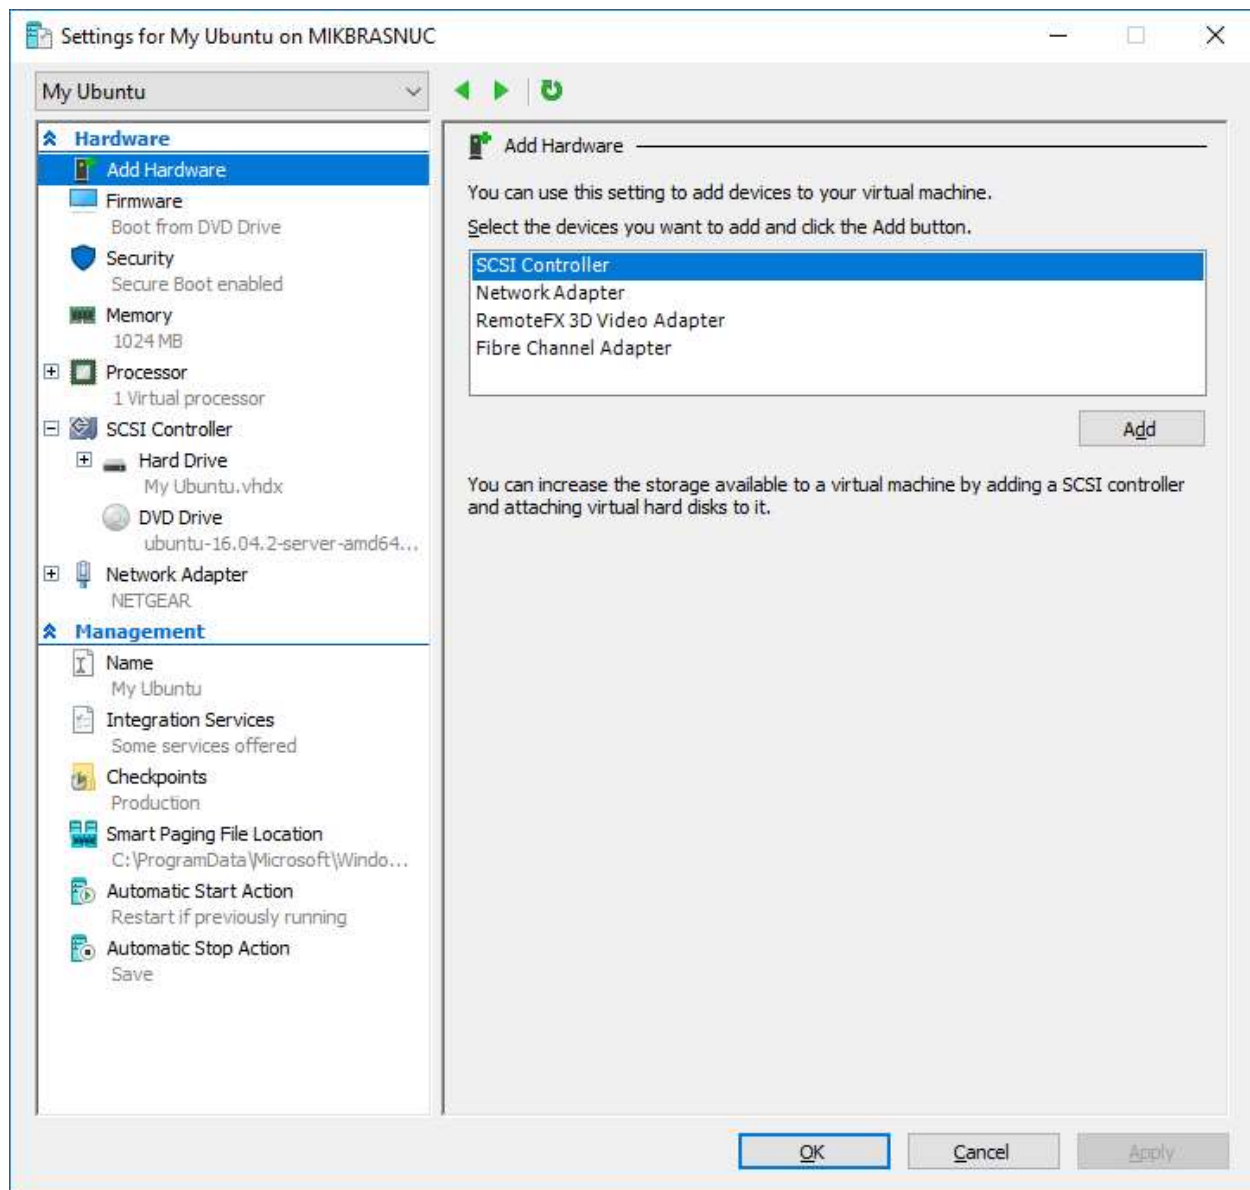 Settings for My Ubuntu on MIKBRASNUC
My Ubuntu
Hardware
Add Hardware
Firmware
Boot from DVD Drive
Security
Secure Boot enabled
Memory
1024 MB
Processor
1 Virtual processor
SCSI Controller
Hard Drive
My Ubuntu.vhdx
DVD Drive
ubuntu-16.04.2-server-amd64...
Network Adapter
NETGEAR
Management
Name
My Ubuntu
Integration Services
Some services offered
Checkpoints
Production
Smart Paging File Location
C:\ProgramData\Microsoft\Windo...
Automatic Start Action
Restart if previously running
Automatic Stop Action
Save
Add Hardware
You can use this setting to add devices to your virtual machine.
Select the devices you want to add and click the Add button.
SCSI Controller
Network Adapter
RemoteFX 3D Video Adapter
Fibre Channel Adapter
Add
You can increase the storage available to a virtual machine by adding a SCSI controller
and attaching virtual hard disks to it.
OK
Cancel
Apply